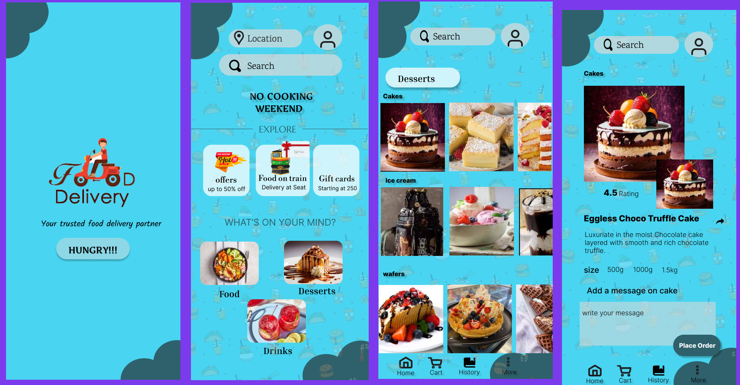 FOOD
Delivery
Your trusted food delivery partner
HUNGRY!!!
Location
Search
NO COOKING
WEEKEND
EXPLORE
offers
up to 50% off
Food on train
Delivery at Seat
Gift cards
Starting at 250
WHAT'S ON YOUR MIND?
Food
Desserts
Drinks
Search
Desserts
Cakes
Ice cream
wafers
Home
Cart
History
More
Search
Cakes
4.5 Rating
Eggless Choco Truffle Cake
Luxuriate in the moist Chocolate cake
layered with smooth and rich chocolate
truffle.
size 500g 1000g 1.5kg
Add a message on cake
write your message
Place Order
Home
Cart
History
More